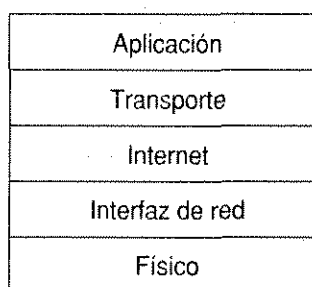 Aplicación
Transporte
Internet
Interfaz de red
Físico